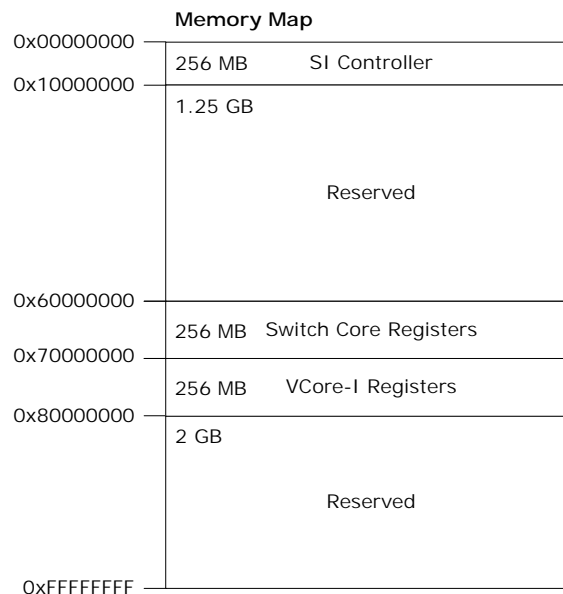 Memory Map
0x00000000
256 MB SI Controller
0x10000000
1.25 GB
Reserved
0x60000000
256 MB Switch Core Registers
0x70000000
256 MB VCore-I Registers
0x80000000
2 GB
Reserved
0xFFFFFFFF